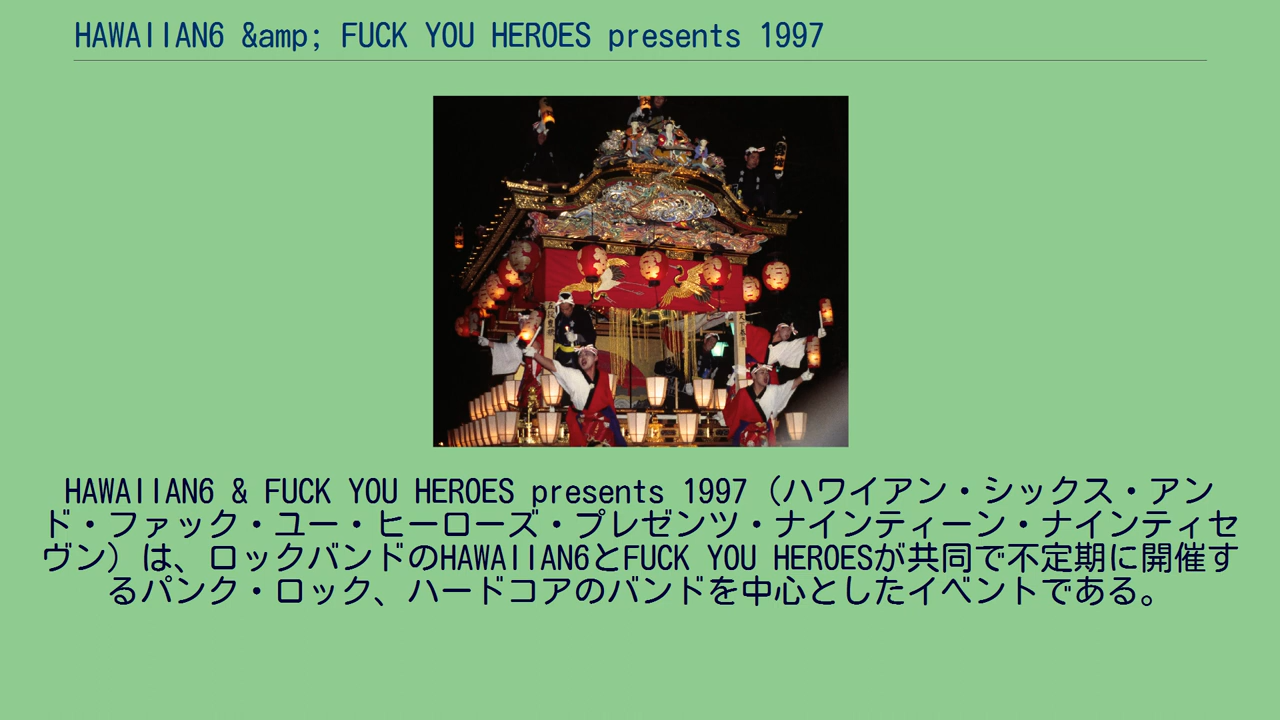 HAWAIIAN6 &amp; FUCK YOU HEROES presents 1997
HAWAIIAN6 & FUCK YOU HEROES presents 1997（ハワイアン・シックス・アン
ド・ファック・ユー・ヒーローズ・プレゼンツ・ナインティーン・ナインティセ
ヴン）は、ロックバンドのHAWAIIAN6とFUCK YOU HEROESが共同で不定期に開催す
るパンク・ロック、ハードコアのバンドを中心としたイベントである。